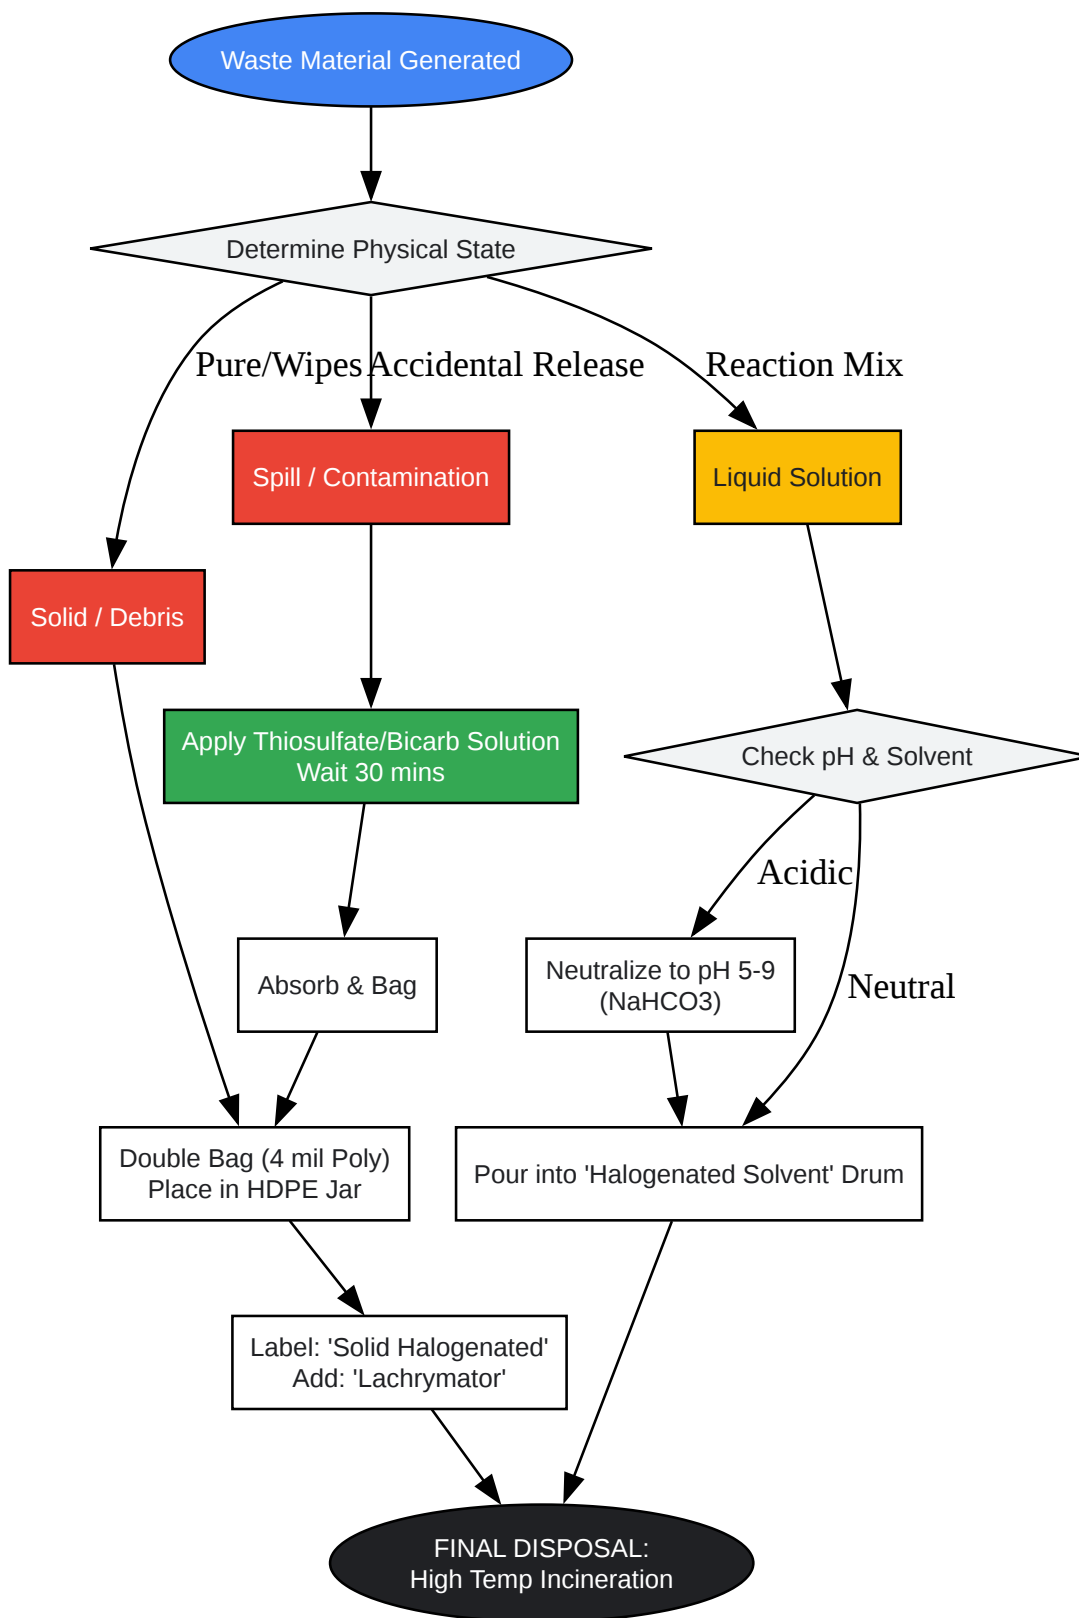 Waste Material Generated
Determine Physical State
Pure/Wipes
Accidental Release
Reaction Mix
Spill / Contamination
Liquid Solution
Solid / Debris
Apply Thiosulfate/Bicarb Solution
Wait 30 mins
Check pH & Solvent
Acidic
Absorb & Bag
Neutralize to pH 5-9
(NaHCO3)
Neutral
Double Bag (4 mil Poly)
Place in HDPE Jar
Pour into 'Halogenated Solvent' Drum
Label: 'Solid Halogenated'
Add: 'Lachrymator'
FINAL DISPOSAL:
High Temp Incineration